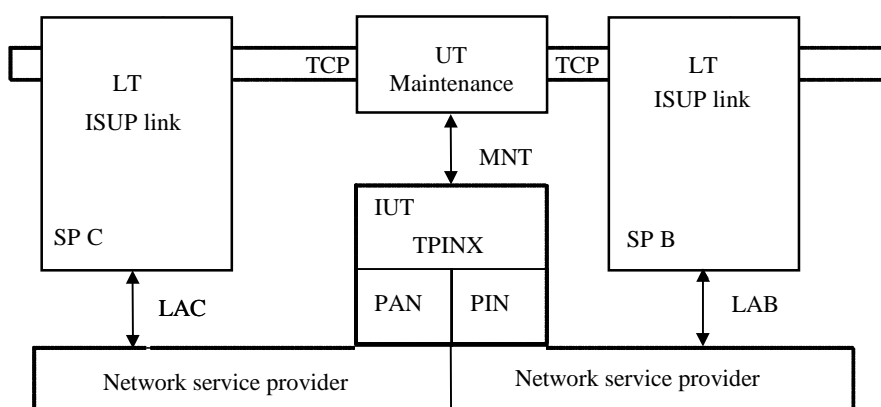 LT
ISUP link
SP C
TCP
UT
Maintenance
TCP
LT
ISUP link
SP B
MNT
IUT
TPINX
PAN
PIN
LAC
LAB
Network service provider
Network service provider